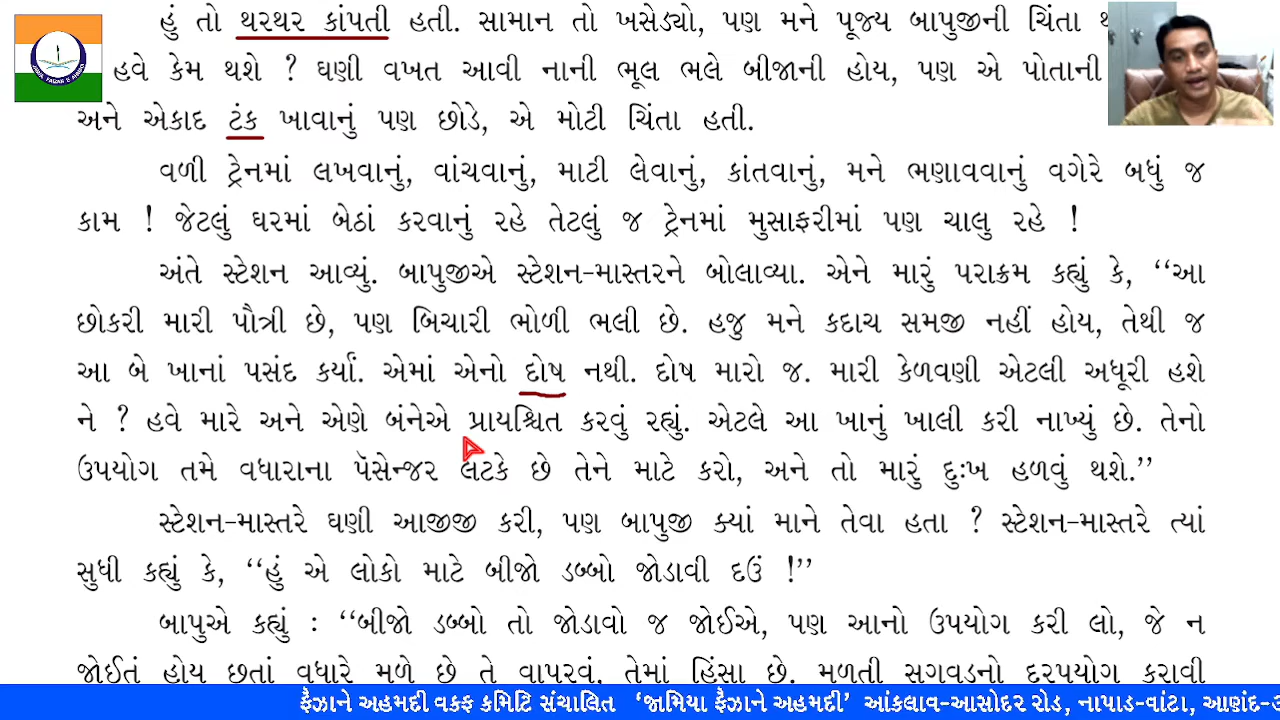 હું તો થરથર કાંપતી હતી. સામાન તો ખસેડ્યો, પણ મને પૂજ્ય બાપુજીની ચિંતા
હવે કેમ થશે ? ઘણી વખત આવી નાની ભૂલ ભલે બીજાની હોય, પણ એ પોતાની
અને એકાદ ટંક ખાવાનું પણ છોડે, એ મોટી ચિંતા હતી.
વળી ટ્રેનમાં લખવાનું, વાંચવાનું, માટી લેવાનું, કાંતવાનું, મને ભણાવવાનું વગેરે બધું જ
કામ ! જેટલું ઘરમાં બેઠાં કરવાનું રહે તેટલું જ ટ્રેનમાં મુસાફરીમાં પણ ચાલુ રહે !
અંતે સ્ટેશન આવ્યું. બાપુજીએ સ્ટેશન-માસ્તરને બોલાવ્યા. એને મારું પરાક્રમ કહ્યું કે, ‘‘આ
છોકરી મારી પૌત્રી છે, પણ બિચારી ભોળી ભલી છે. હજુ મને કદાચ સમજી નહીં હોય, તેથી જ
આ બે ખાનાં પસંદ કર્યાં. એમાં એનો દોષ નથી. દોષ મારો જ. મારી કેળવણી એટલી અધૂરી હશે
ને ? હવે મારે અને એણે બંનેએ પ્રાયશ્ચિત કરવું રહ્યું. એટલે આ ખાનું ખાલી કરી નાખ્યું છે. તેનો
ઉપયોગ તમે વધારાના પૅસેન્જર લટકે છે તેને માટે કરો, અને તો મારું દુઃખ હળવું થશે.’’
સ્ટેશન-માસ્તરે ઘણી આજીજી કરી, પણ બાપુજી ક્યાં માને તેવા હતા ? સ્ટેશન-માસ્તરે ત્યાં
સુધી કહ્યું કે, ‘‘હું એ લોકો માટે બીજો ડબ્બો જોડાવી દઉં !’’
બાપુએ કહ્યું : ‘‘બીજો ડબ્બો તો જોડાવો જ જોઈએ, પણ આનો ઉપયોગ કરી લો, જે ન
જોઈતું હોય છતાં વધારે મળે છે તે વાપરવું, તેમાં હિંસા છે. મળતી સગવડનો દુરુપયોગ કરાવી
ફૈઝાને અહમદી વકફ કમિટિ સંચાલિત ‘જામિયા ફૈઝાને અહમદી’ આંકલાવ-આસોદર રોડ, નાપાડ-વાંટા, આણંદ-